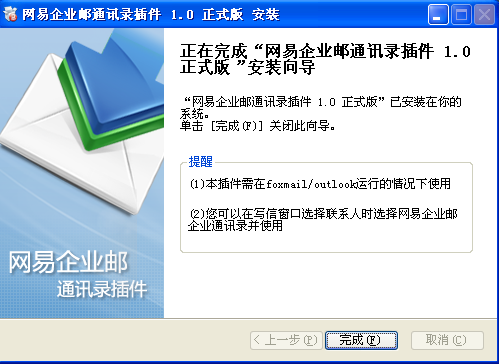 网易企业邮通讯录插件 1.0 正式版 安装
正在完成“网易企业邮通讯录插件 1.0
正式版 ”安装向导
“网易企业邮通讯录插件 1.0 正式版”已安装在你的
系统。
单击 [完成(F)] 关闭此向导。
提醒
(1)本插件需在foxmail/outlook运行的情况下使用
(2)您可以在写信窗口选择联系人时选择网易企业邮
企业通讯录并使用
网易企业邮
通讯录插件
< 上一步(P)
完成(F)
取消(C)